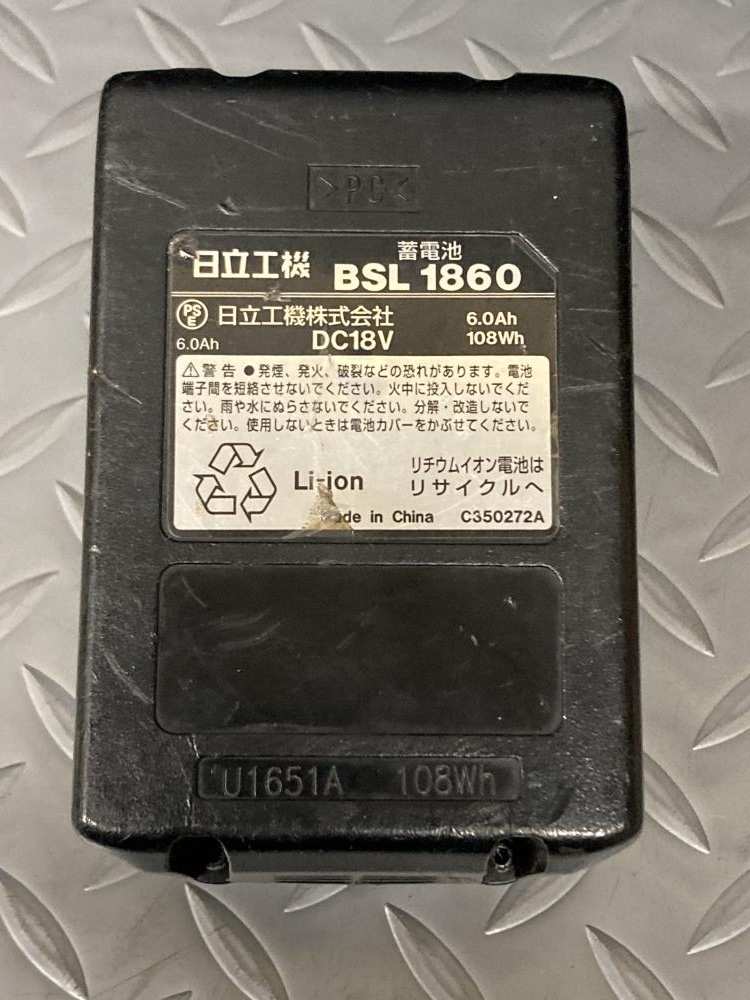 >PC<
日立工機
蓄電池
BSL 1860
PS
E
日立工機株式会社
6.0Ah
6.0Ah
DC18V
108Wh
⚠警告 ●発煙、発火、破裂などの恐れがあります。電池
端子間を短絡させないでください。火中に投入しないでくだ
さい。雨や水にぬらさないでください。分解・改造しないで
ください。使用しないときは電池カバーをかぶせてください。
Li-ion
リチウムイオン電池は
リサイクルへ
Made in China C350272A
U1651A 108Wh